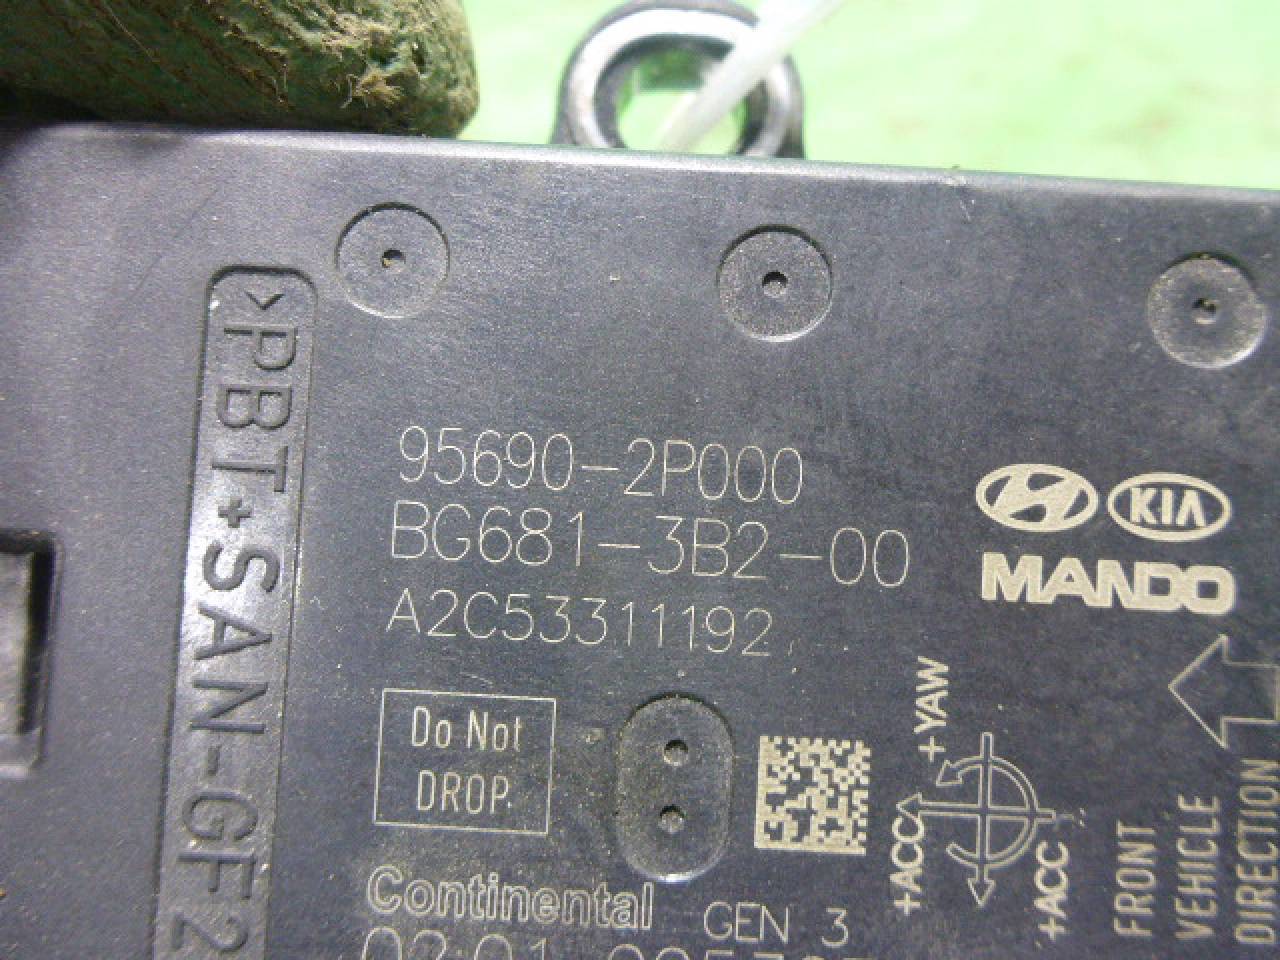 >PBT+SAN-GF2
95690-2P000
BG681-3B2-00
A2C53311192
KIA
MANDO
Do Not
DROP
+YAW
+ACC
+ACC
FRONT
VEHICLE
DIRECTION
Continental GEN 3